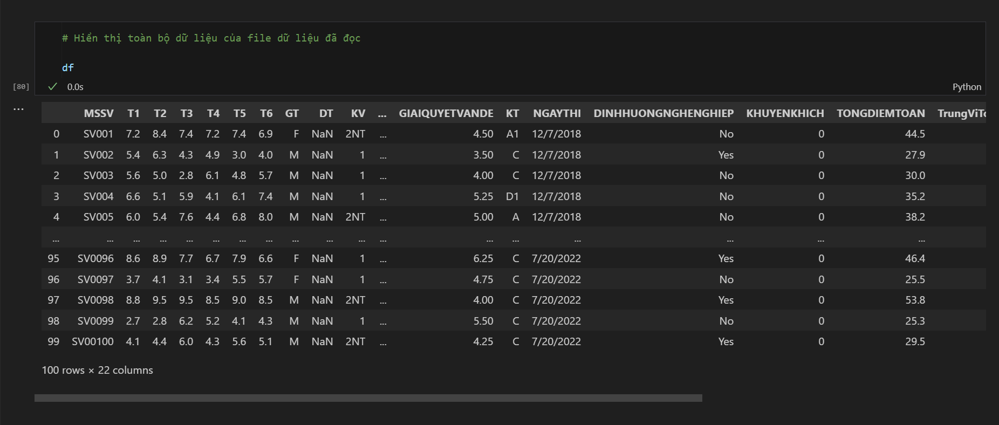 # Hiển thị toàn bộ dữ liệu của file dữ liệu đã đọc
df
[80] 0.0s Python
...
MSSV T1 T2 T3 T4 T5 T6 GT DT KV ... GIAIQUYETVANDE KT NGAYTHI DINHHUONGNGHENGHIEP KHUYENKHICH TONGDIEMTOAN
0 SV001 7.2 8.4 7.4 7.2 7.4 6.9 F NaN 2NT ... 4.50 A1 12/7/2018 No 0 44.5
1 SV002 5.4 6.3 4.3 4.9 3.0 4.0 M NaN 1 ... 3.50 C 12/7/2018 Yes 0 27.9
2 SV003 5.6 5.0 2.8 6.1 4.8 5.7 M NaN 1 ... 4.00 C 12/7/2018 No 0 30.0
3 SV004 6.6 5.1 5.9 4.1 6.1 7.4 M NaN 1 ... 5.25 D1 12/7/2018 No 0 35.2
4 SV005 6.0 5.4 7.6 4.4 6.8 8.0 M NaN 2NT ... 5.00 A 12/7/2018 No 0 38.2
... ... ... ... ... ... ... ... ... ... ... ... ... ... ... ... ... ...
95 SV0096 8.6 8.9 7.7 6.7 7.9 6.6 F NaN 1 ... 6.25 C 7/20/2022 Yes 0 46.4
96 SV0097 3.7 4.1 3.1 3.4 5.5 5.7 F NaN 1 ... 4.75 C 7/20/2022 No 0 25.5
97 SV0098 8.8 9.5 9.5 8.5 9.0 8.5 M NaN 2NT ... 4.00 C 7/20/2022 Yes 0 53.8
98 SV0099 2.7 2.8 6.2 5.2 4.1 4.3 M NaN 1 ... 5.50 C 7/20/2022 No 0 25.3
99 SV00100 4.1 4.4 6.0 4.3 5.6 5.1 M NaN 2NT ... 4.25 C 7/20/2022 Yes 0 29.5
100 rows × 22 columns